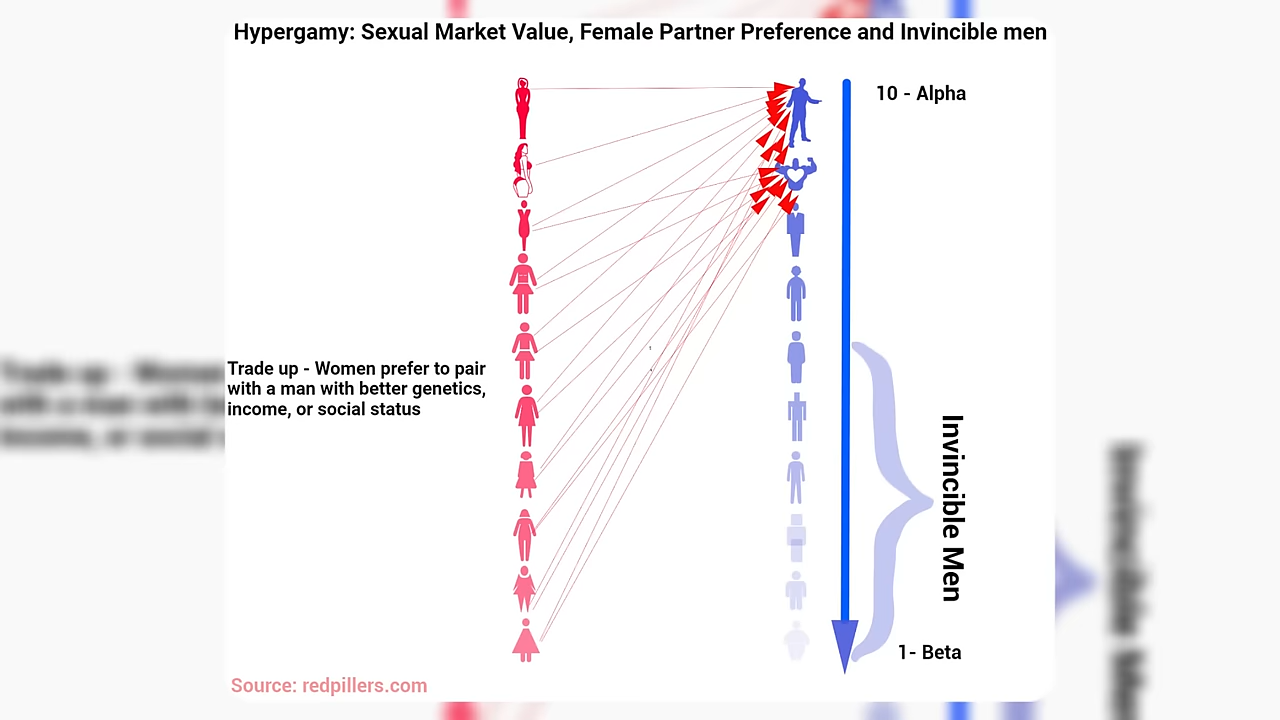 Hypergamy: Sexual Market Value, Female Partner Preference and Invincible men
10 - Alpha
Trade up - Women prefer to pair
with a man with better genetics,
income, or social status
Invincible Men
1- Beta
Source: redpillers.com